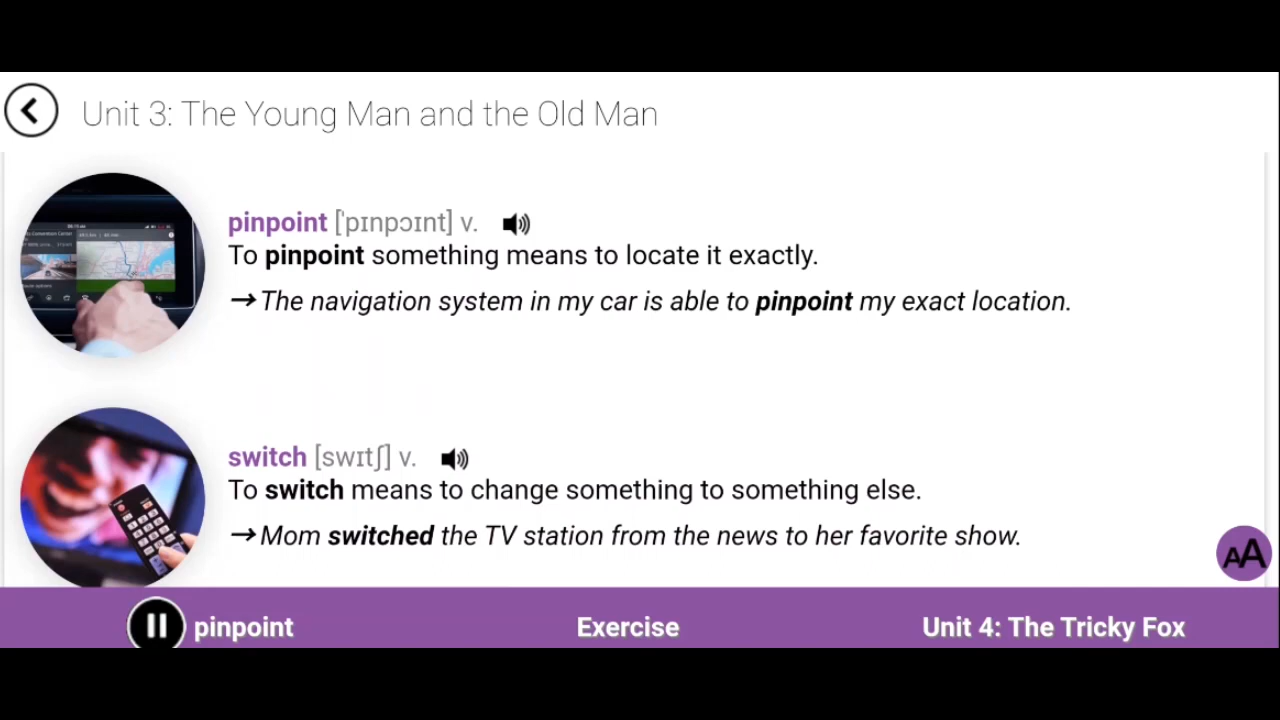 Unit 3: The Young Man and the Old Man
pinpoint [ˈpɪnpɔɪnt] v.
To pinpoint something means to locate it exactly.
→ The navigation system in my car is able to pinpoint my exact location.
switch [swɪtʃ] v.
To switch means to change something to something else.
→ Mom switched the TV station from the news to her favorite show.
AA
pinpoint
Exercise
Unit 4: The Tricky Fox